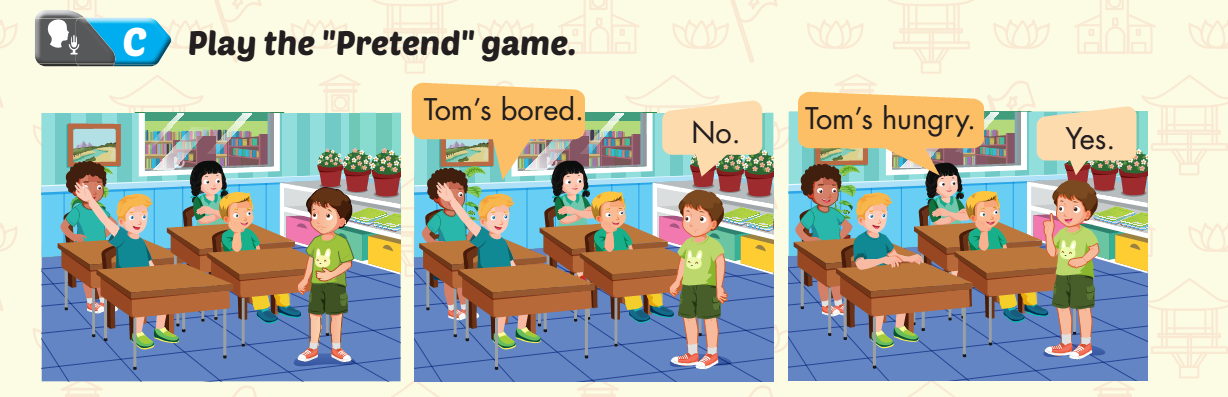 C Play the "Pretend" game.
Tom's bored.
No.
Tom's hungry.
Yes.